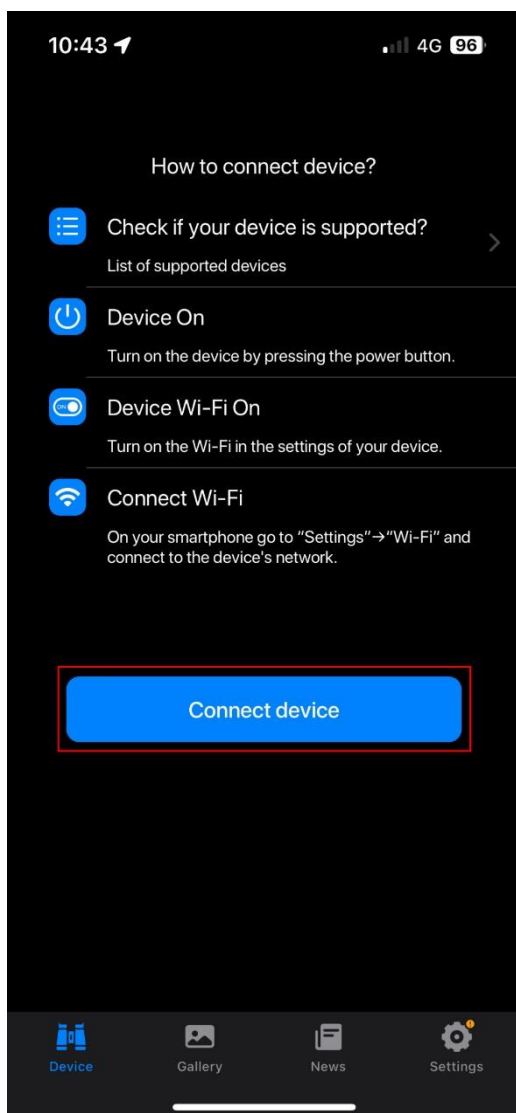 10:43
4G 96
How to connect device?
Check if your device is supported?
List of supported devices
Device On
Turn on the device by pressing the power button.
ON
Device Wi-Fi On
Turn on the Wi-Fi in the settings of your device.
Connect Wi-Fi
On your smartphone go to “Settings”→“Wi-Fi” and
connect to the device's network.
Connect device
Device
Gallery
News
Settings